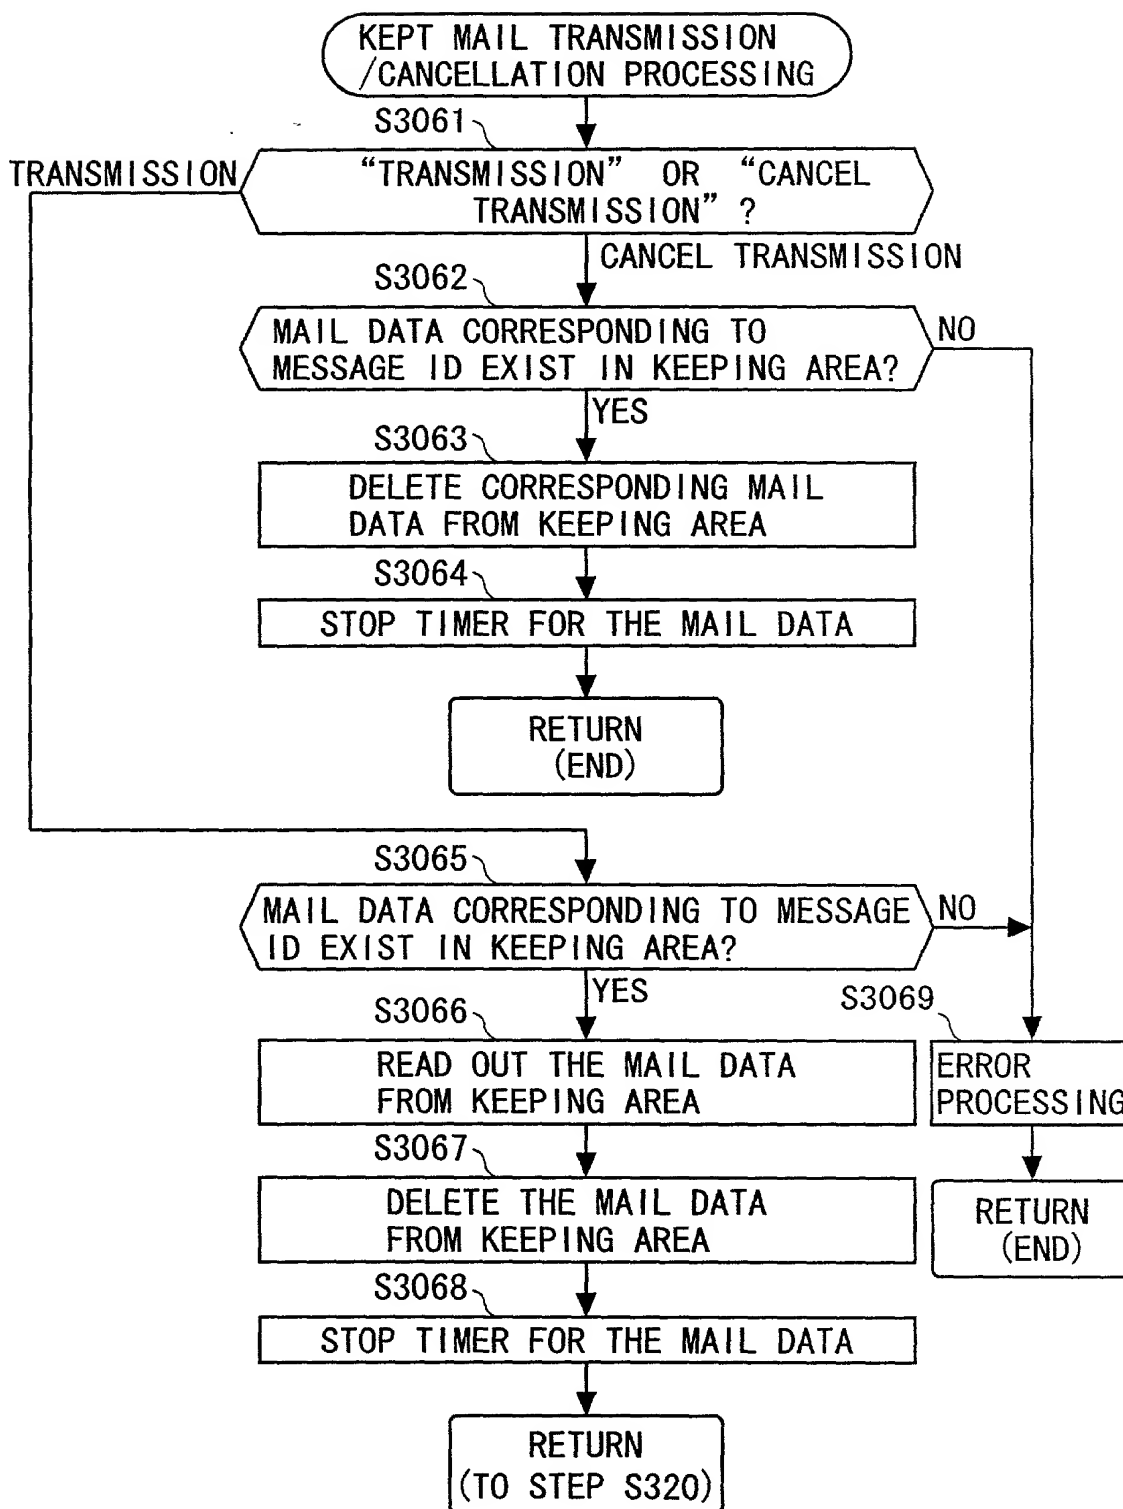 KEPT MAIL TRANSMISSION
/CANCELLATION PROCESSING
S3061
TRANSMISSION
"TRANSMISSION" OR "CANCEL
TRANSMISSION" ?
CANCEL TRANSMISSION
S3062
MAIL DATA CORRESPONDING TO
MESSAGE ID EXIST IN KEEPING AREA?
NO
YES
S3063
DELETE CORRESPONDING MAIL
DATA FROM KEEPING AREA
S3064
STOP TIMER FOR THE MAIL DATA
RETURN
(END)
S3065
MAIL DATA CORRESPONDING TO MESSAGE
ID EXIST IN KEEPING AREA?
NO
YES
S3066
READ OUT THE MAIL DATA
FROM KEEPING AREA
S3069
ERROR
PROCESSING
S3067
DELETE THE MAIL DATA
FROM KEEPING AREA
RETURN
(END)
S3068
STOP TIMER FOR THE MAIL DATA
RETURN
(TO STEP S320)